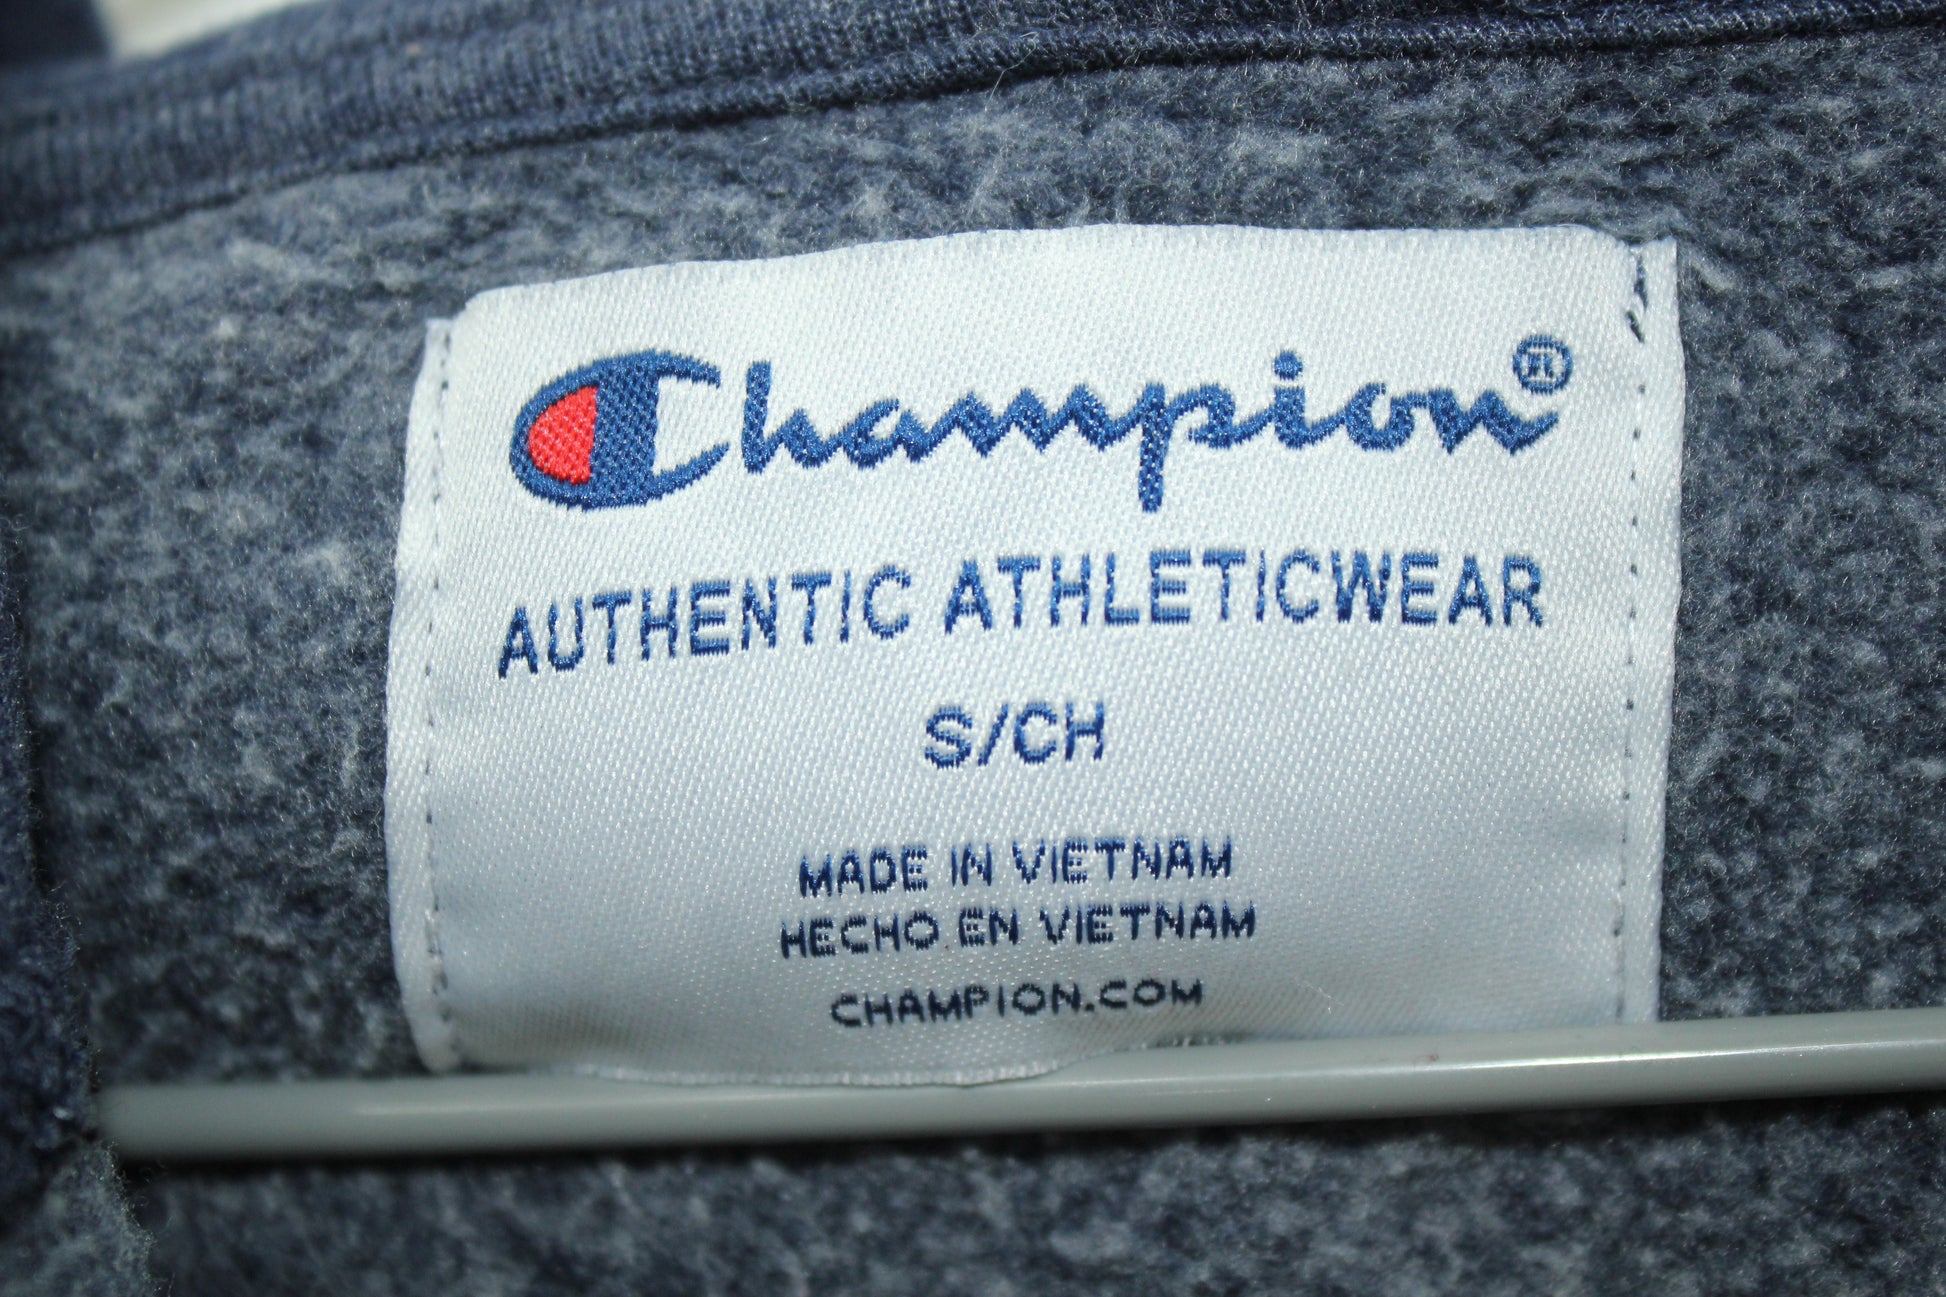 Champion®
AUTHENTIC ATHLETICWEAR
S/CH
MADE IN VIETNAM
HECHO EN VIETNAM
CHAMPION.COM